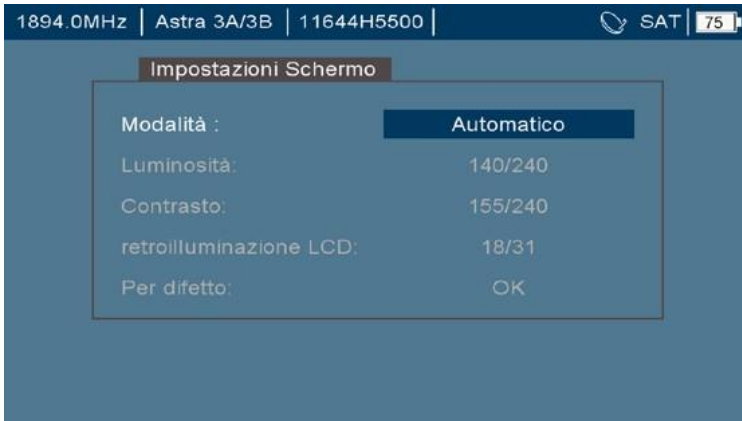 1894.0MHz | Astra 3A/3B | 11644H5500 | SAT | 75
Impostazioni Schermo
Modalità : Automatico
Luminosità: 140/240
Contrasto: 155/240
retroilluminazione LCD: 18/31
Per difetto: OK